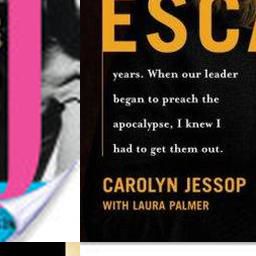 ESCA
years. When our leader
began to preach the
apocalypse, I knew I
had to get them out.
CAROLYN JESSOP
WITH LAURA PALMER